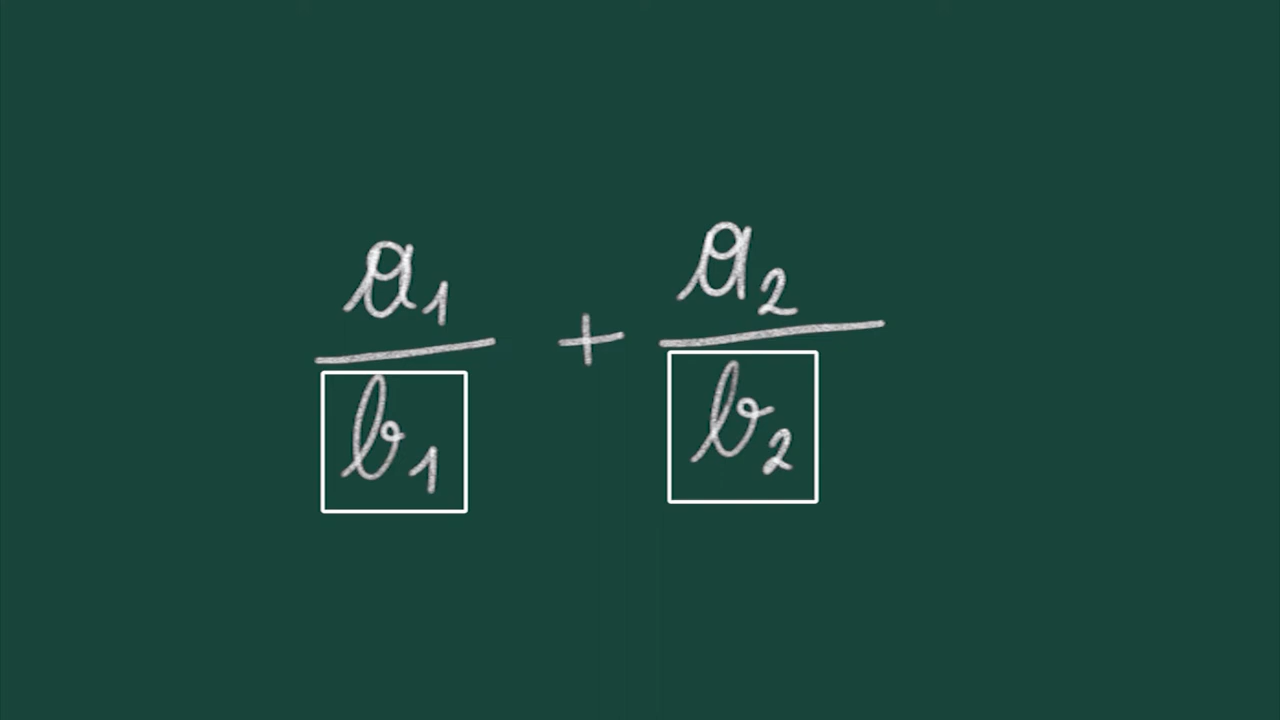 a₁ + a₂
b₁ b₂